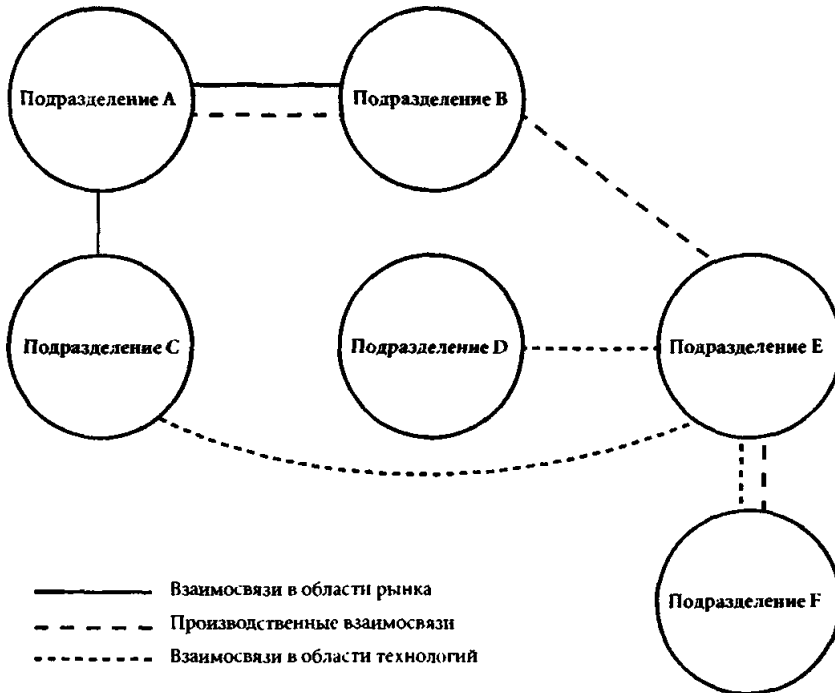 Подразделение A
Подразделение B
Подразделение C
Подразделение D
Подразделение E
Подразделение F
Взаимосвязи в области рынка
Производственные взаимосвязи
Взаимосвязи в области технологий